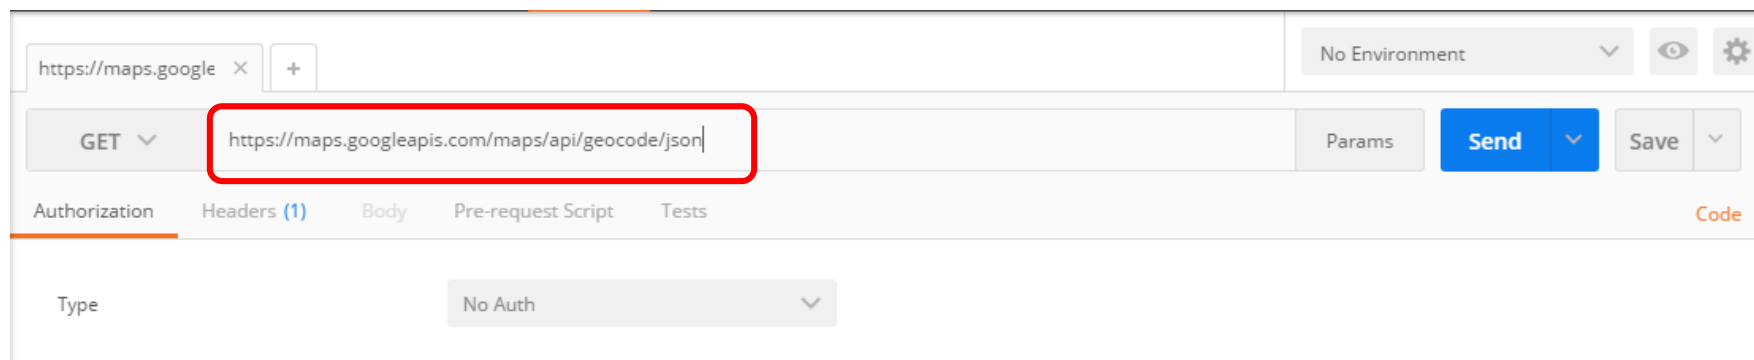 https://maps.google
+
No Environment
GET
https://maps.googleapis.com/maps/api/geocode/json
Params
Send
Save
Authorization
Headers (1)
Body
Pre-request Script
Tests
Code
Type
No Auth